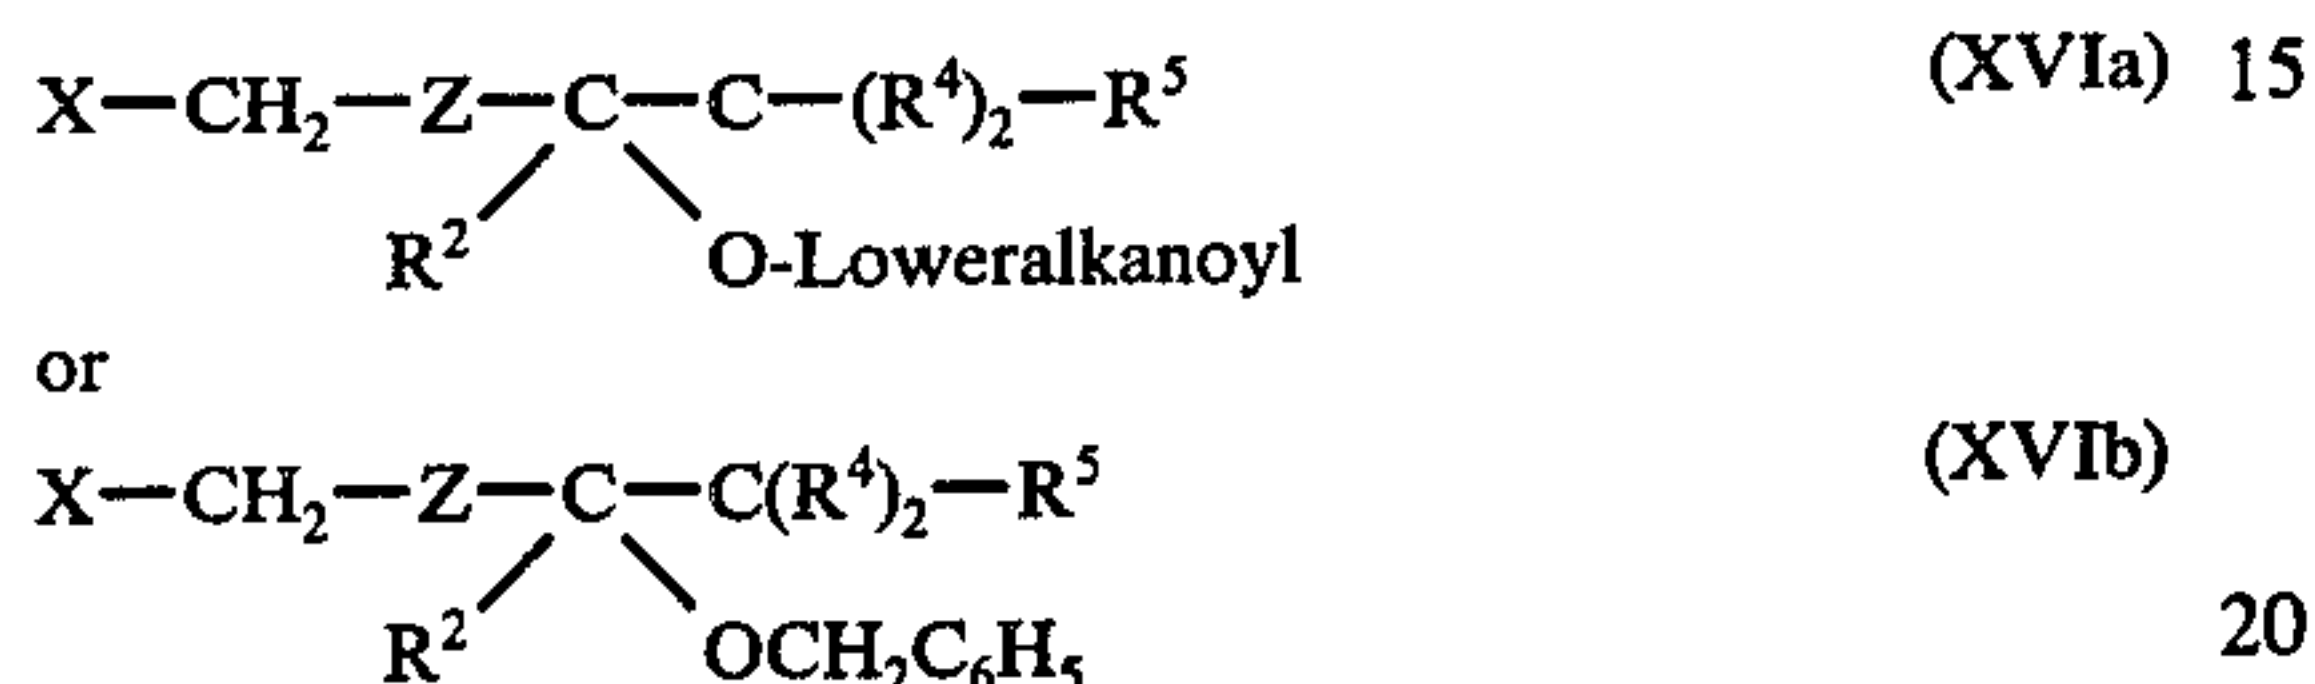 X—CH₂—Z—C—C—(R⁴)₂—R⁵ (XVIa) 15
R² O-Loweralkanoyl
or
X—CH₂—Z—C—C(R⁴)₂—R⁵ (XVIb)
R² OCH₂C₆H₅ 20